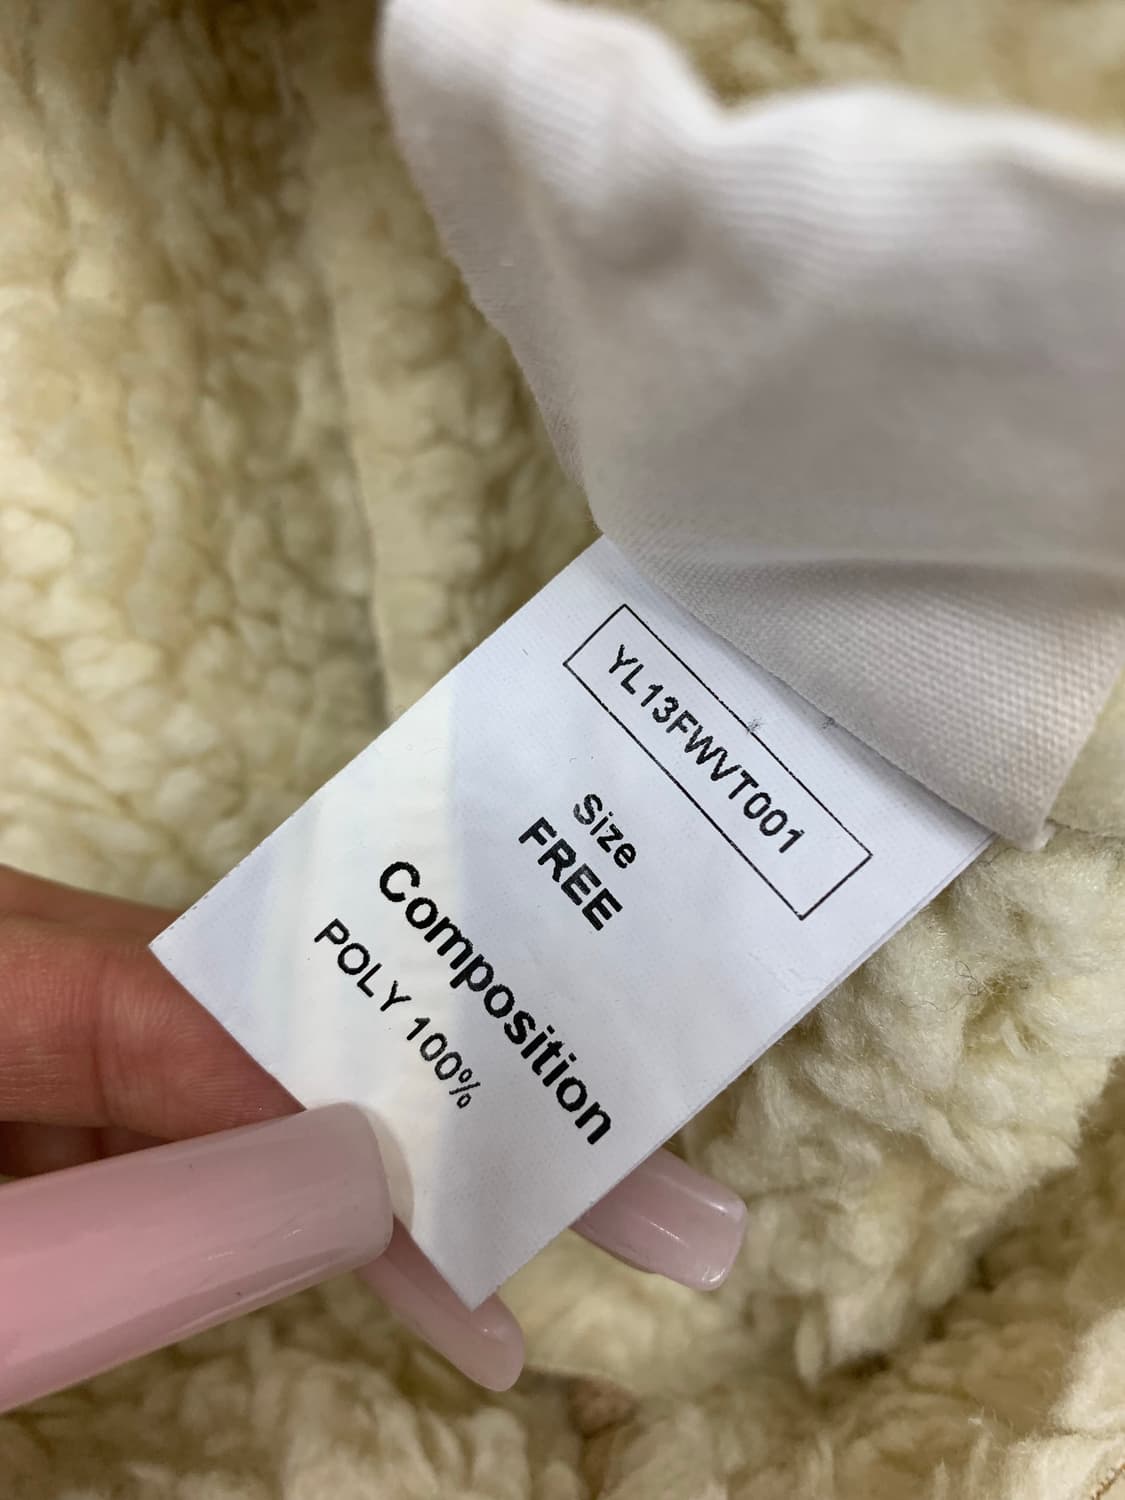 YL13FWVT001
Size
FREE
Composition
POLY 100%